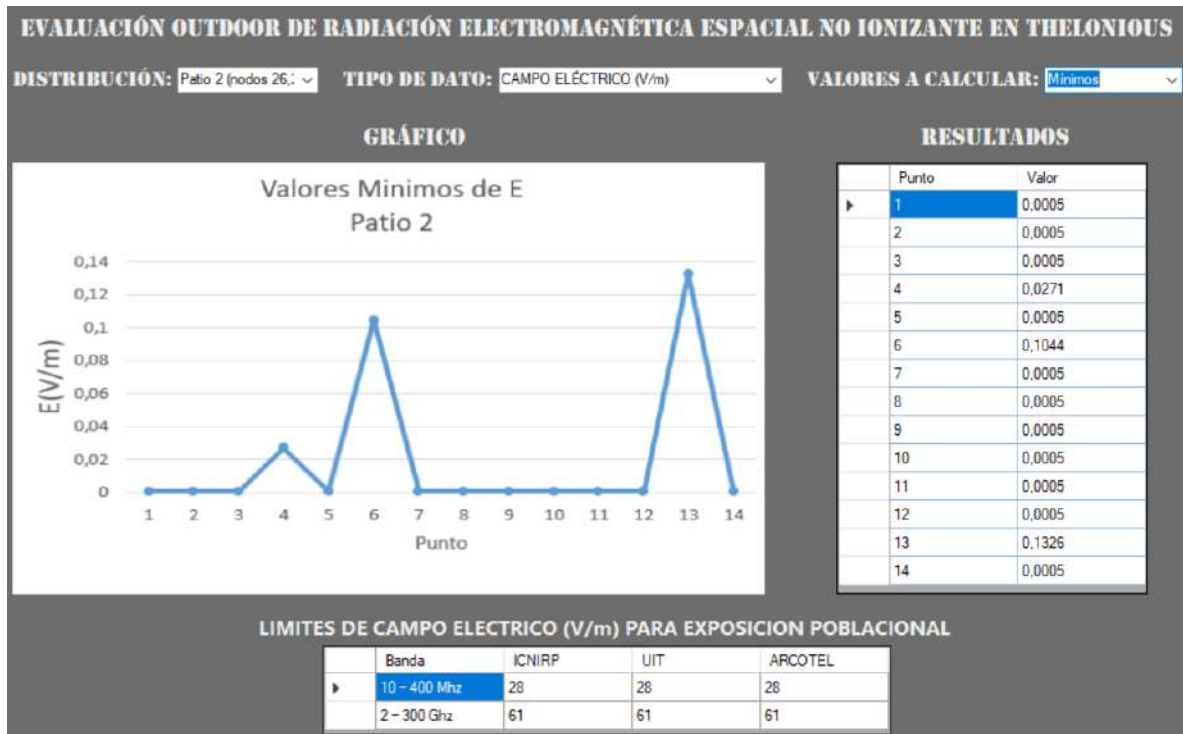 EVALUACIÓN OUTDOOR DE RADIACIÓN ELECTROMAGNÉTICA ESPACIAL NO IONIZANTE EN THELONIOUS
DISTRIBUCIÓN: Patio 2 (nodos 26, TIPO DE DATO: CAMPO ELÉCTRICO (V/m) VALORES A CALCULAR: Mínimos
GRÁFICO
Valores Minimos de E
Patio 2
0,14
0,12
0,1
0,08
0,06
0,04
0,02
0
E(V/m)
1 2 3 4 5 6 7 8 9 10 11 12 13 14
Punto
RESULTADOS
Punto Valor
1 0,0005
2 0,0005
3 0,0005
4 0,0271
5 0,0005
6 0,1044
7 0,0005
8 0,0005
9 0,0005
10 0,0005
11 0,0005
12 0,0005
13 0,1326
14 0,0005
LIMITES DE CAMPO ELECTRICO (V/m) PARA EXPOSICION POBLACIONAL
Banda ICNIRP UIT ARCOTEL
10 – 400 Mhz 28 28 28
2 – 300 Ghz 61 61 61